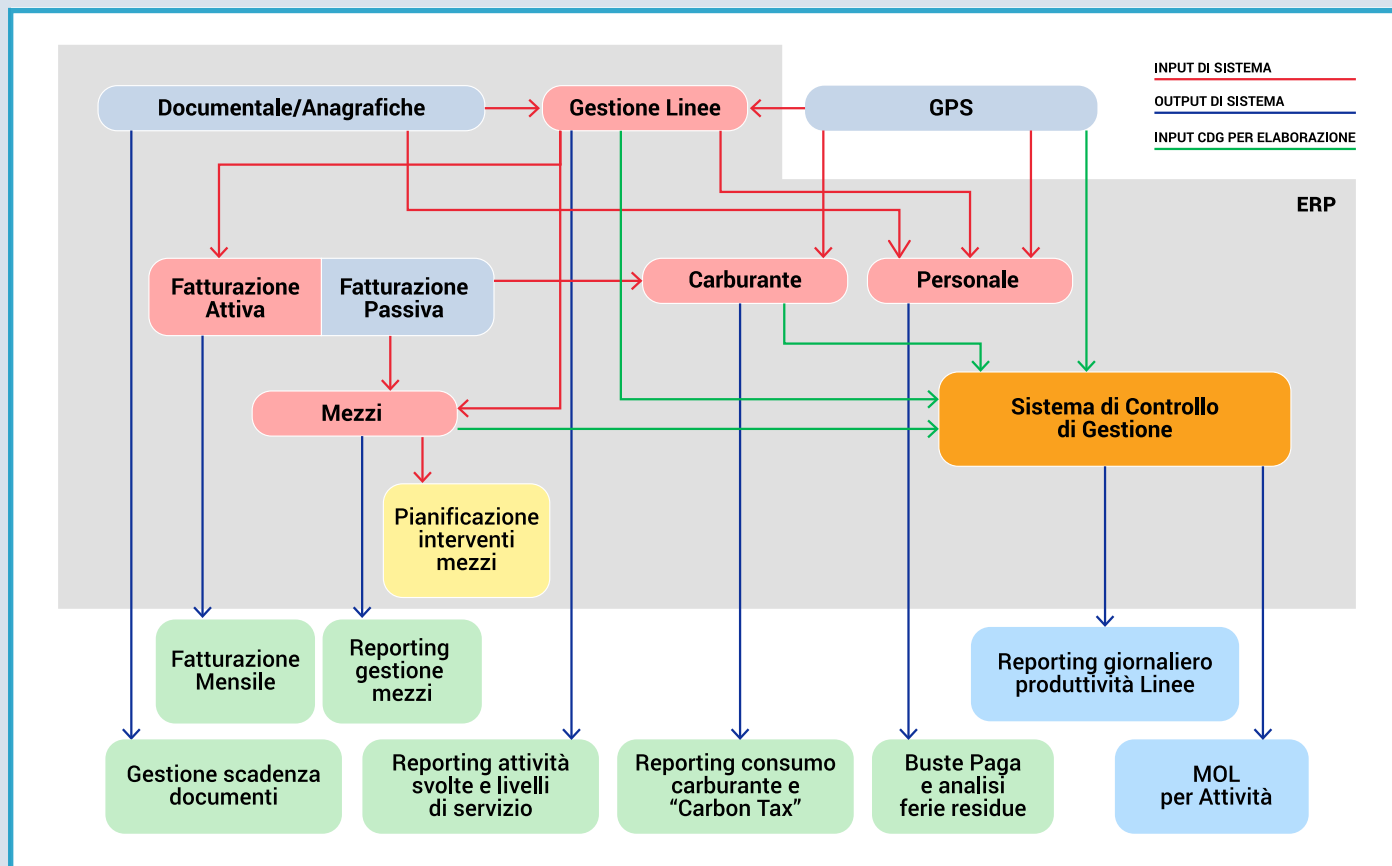 INPUT DI SISTEMA
OUTPUT DI SISTEMA
INPUT CDG PER ELABORAZIONE
Documentale/Anagrafiche
Gestione Linee
GPS
ERP
Fatturazione
Attiva
Fatturazione
Passiva
Carburante
Personale
Mezzi
Sistema di Controllo
di Gestione
Pianificazione
interventi
mezzi
Fatturazione
Mensile
Reporting
gestione
mezzi
Reporting giornaliero
produttività Linee
Gestione scadenza
documenti
Reporting attività
svolte e livelli
di servizio
Reporting consumo
carburante e
“Carbon Tax”
Buste Paga
e analisi
ferie residue
MOL
per Attività